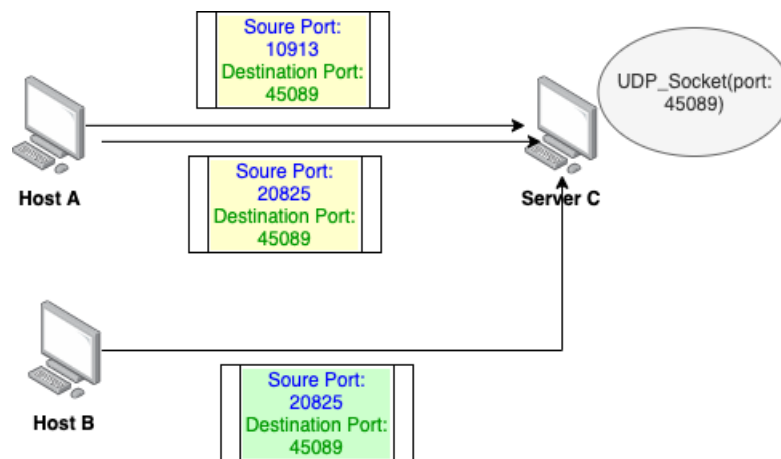 Soure Port:
10913
Destination Port:
45089
UDP_Socket(port:
45089)
Host A
Server C
Soure Port:
20825
Destination Port:
45089
Host B
Soure Port:
20825
Destination Port:
45089